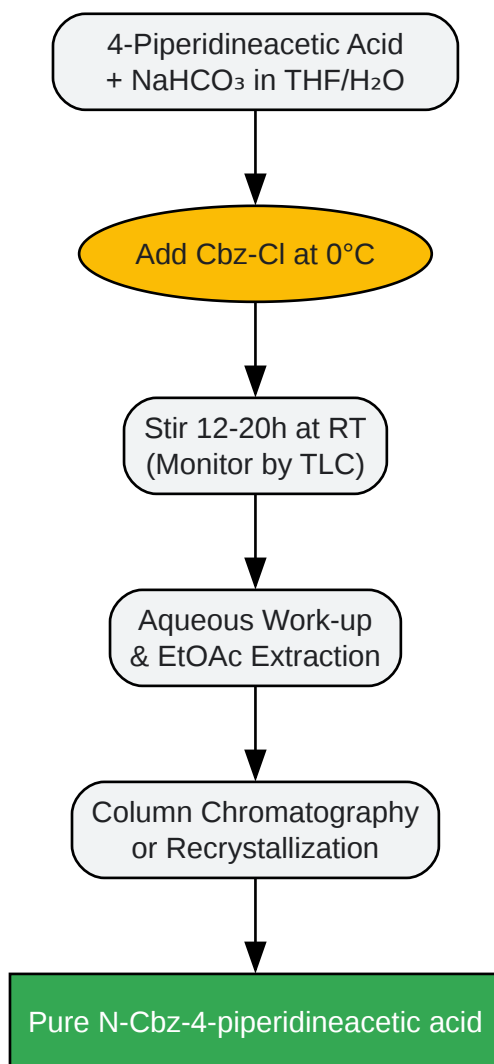 4-Piperidineacetic Acid
+ NaHCO₃ in THF/H₂O
Add Cbz-Cl at 0°C
Stir 12-20h at RT
(Monitor by TLC)
Aqueous Work-up
& EtOAc Extraction
Column Chromatography
or Recrystallization
Pure N-Cbz-4-piperidineacetic acid